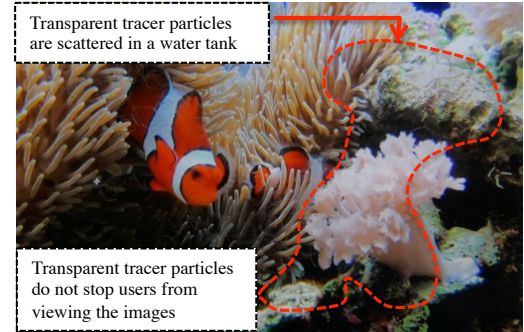 Transparent tracer particles
are scattered in a water tank
Transparent tracer particles
do not stop users from
viewing the images